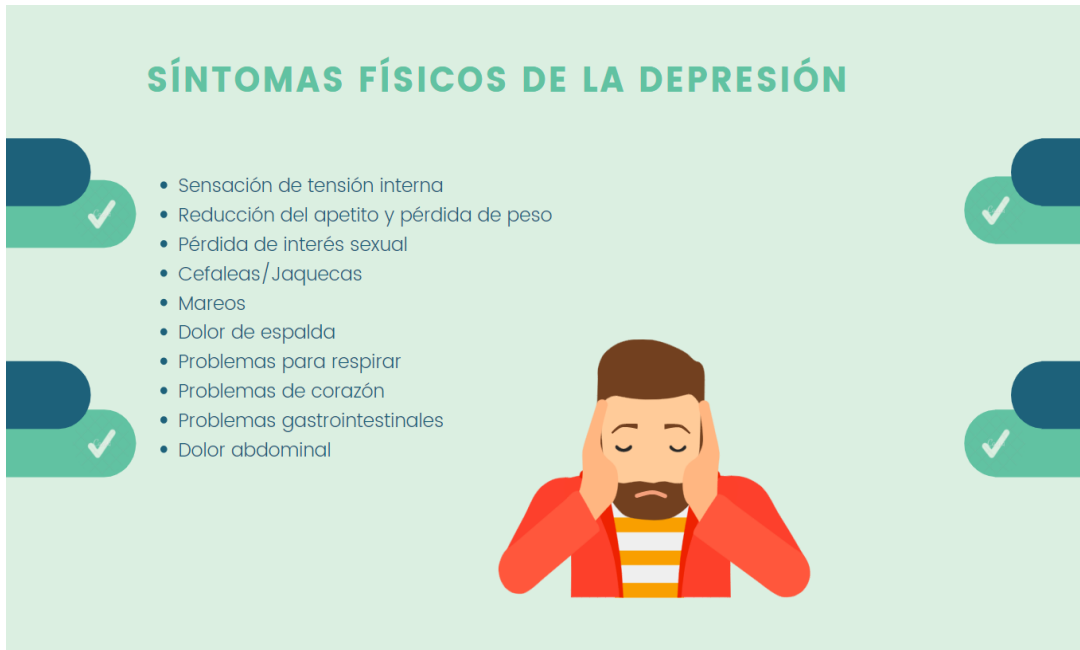 SÍNTOMAS FÍSICOS DE LA DEPRESIÓN
• Sensación de tensión interna
• Reducción del apetito y pérdida de peso
• Pérdida de interés sexual
• Cefaleas/Jaquecas
• Mareos
• Dolor de espalda
• Problemas para respirar
• Problemas de corazón
• Problemas gastrointestinales
• Dolor abdominal